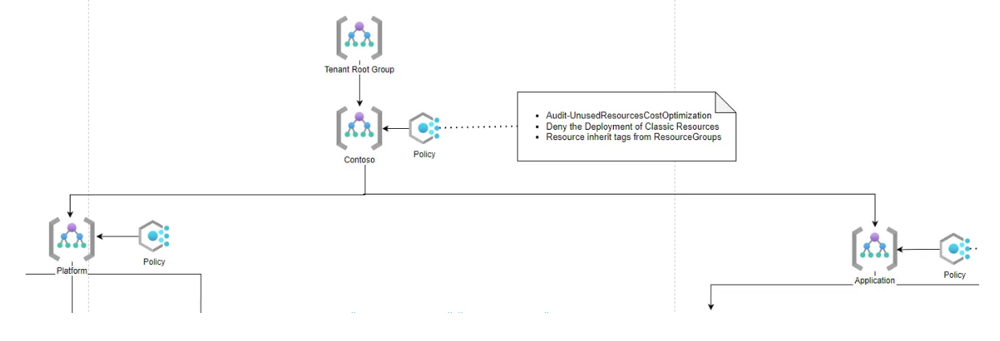 Tenant Root Group
Audit-UnusedResourcesCostOptimization
Deny the Deployment of Classic Resources
Resource inherit tags from ResourceGroups
Contoso
Policy
Platform
Policy
Application
Policy